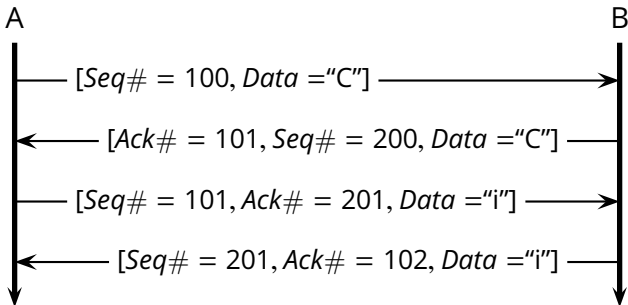 A B
[Seq# = 100, Data =“C”]
[Ack# = 101, Seq# = 200, Data =“C”]
[Seq# = 101, Ack# = 201, Data =“i”]
[Seq# = 201, Ack# = 102, Data =“i”]